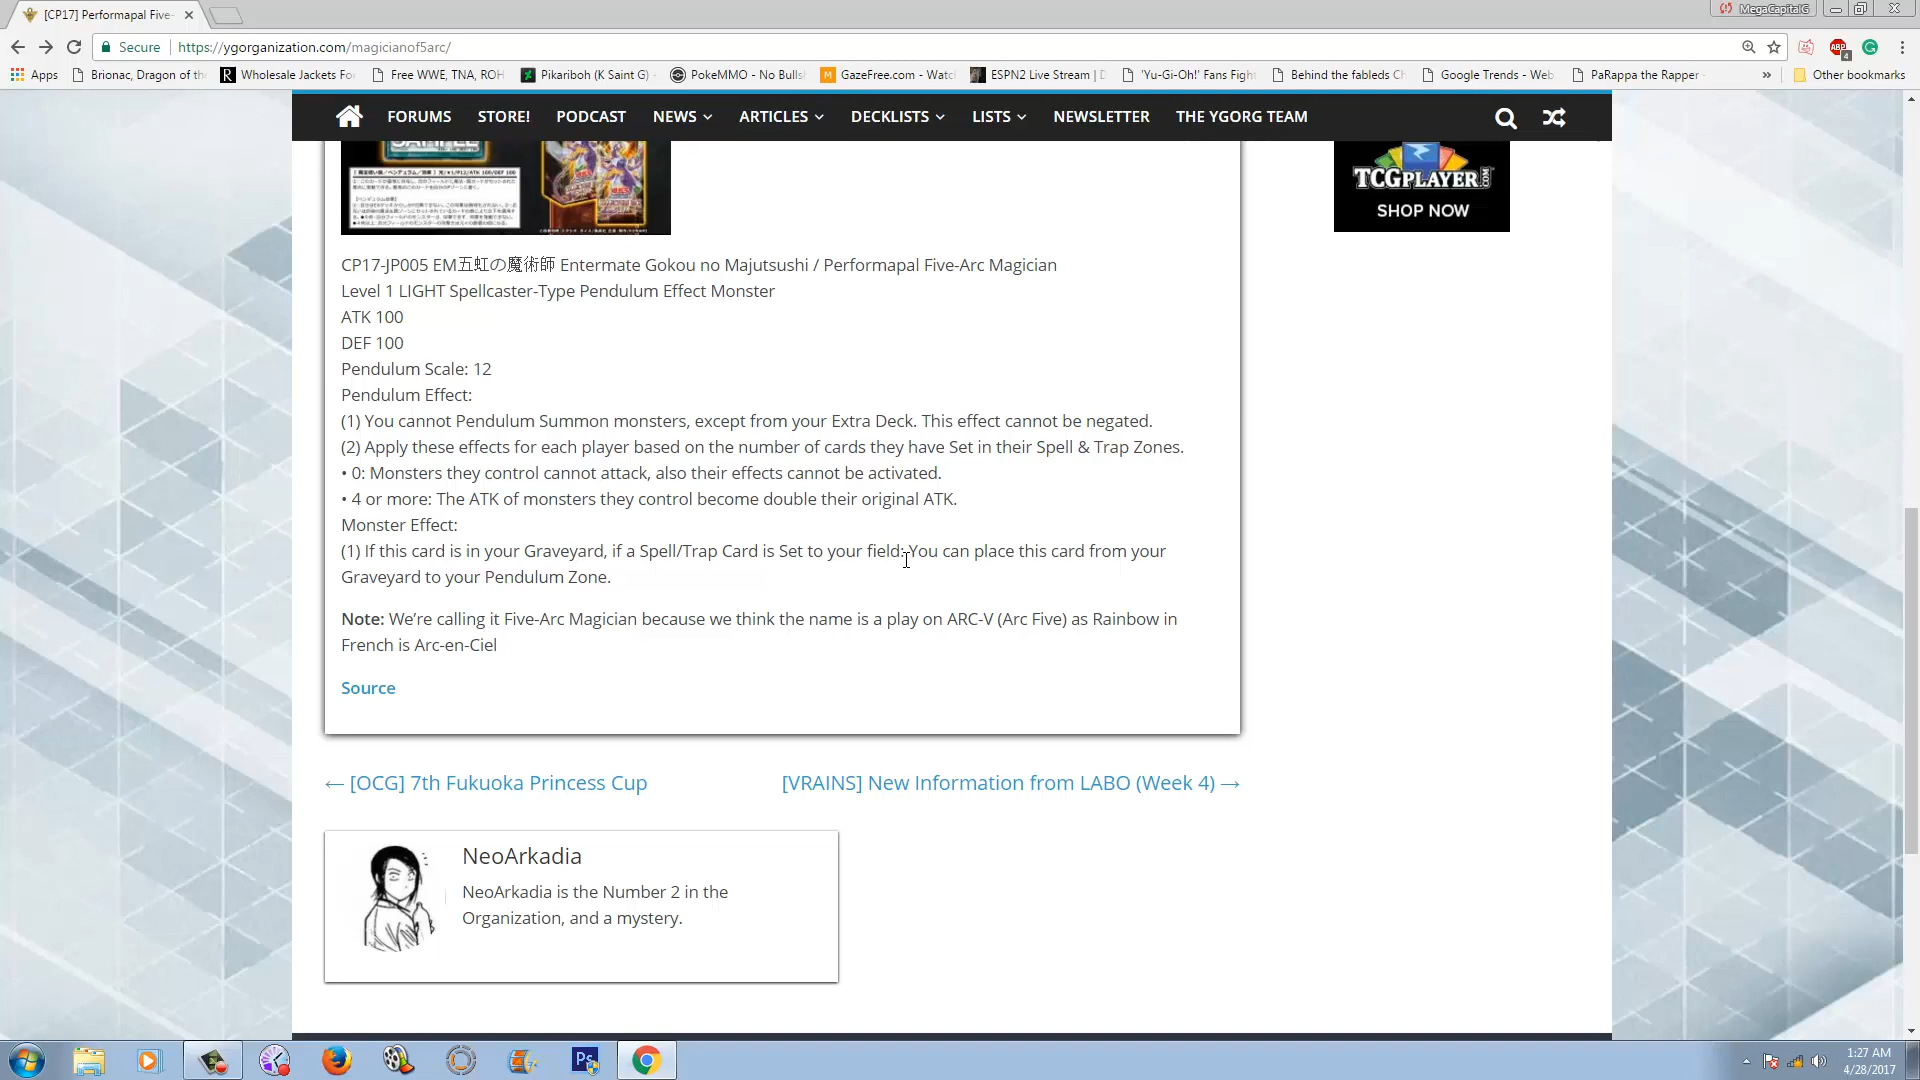 [CP17] Performapal Five-
MegaCapitalG
Secure
https://ygorganization.com/magicianof5arc/
Apps
Brionac, Dragon of the
Wholesale Jackets Fo
Free WWE, TNA, ROH
Pikariboh (K Saint G)
PokeMMO - No Bulls
GazeFree.com - Watc
ESPN2 Live Stream | D
'Yu-Gi-Oh!' Fans Figh
Behind the fableds Ch
Google Trends - Web
PaRappa the Rapper
» Other bookmarks
FORUMS STORE! PODCAST NEWS ARTICLES DECKLISTS LISTS NEWSLETTER THE YGORG TEAM
SAMPLE
TCGPLAYER.COM
SHOP NOW
CP17-JP005 EM五虹の魔術師 Entermate Gokou no Majutsushi / Performapal Five-Arc Magician
Level 1 LIGHT Spellcaster-Type Pendulum Effect Monster
ATK 100
DEF 100
Pendulum Scale: 12
Pendulum Effect:
(1) You cannot Pendulum Summon monsters, except from your Extra Deck. This effect cannot be negated.
(2) Apply these effects for each player based on the number of cards they have Set in their Spell & Trap Zones.
• 0: Monsters they control cannot attack, also their effects cannot be activated.
• 4 or more: The ATK of monsters they control become double their original ATK.
Monster Effect:
(1) If this card is in your Graveyard, if a Spell/Trap Card is Set to your field: You can place this card from your
Graveyard to your Pendulum Zone.
Note: We’re calling it Five-Arc Magician because we think the name is a play on ARC-V (Arc Five) as Rainbow in
French is Arc-en-Ciel
Source
← [OCG] 7th Fukuoka Princess Cup
[VRAINS] New Information from LABO (Week 4) →
NeoArkadia
NeoArkadia is the Number 2 in the
Organization, and a mystery.
Ps
1:27 AM
4/28/2017